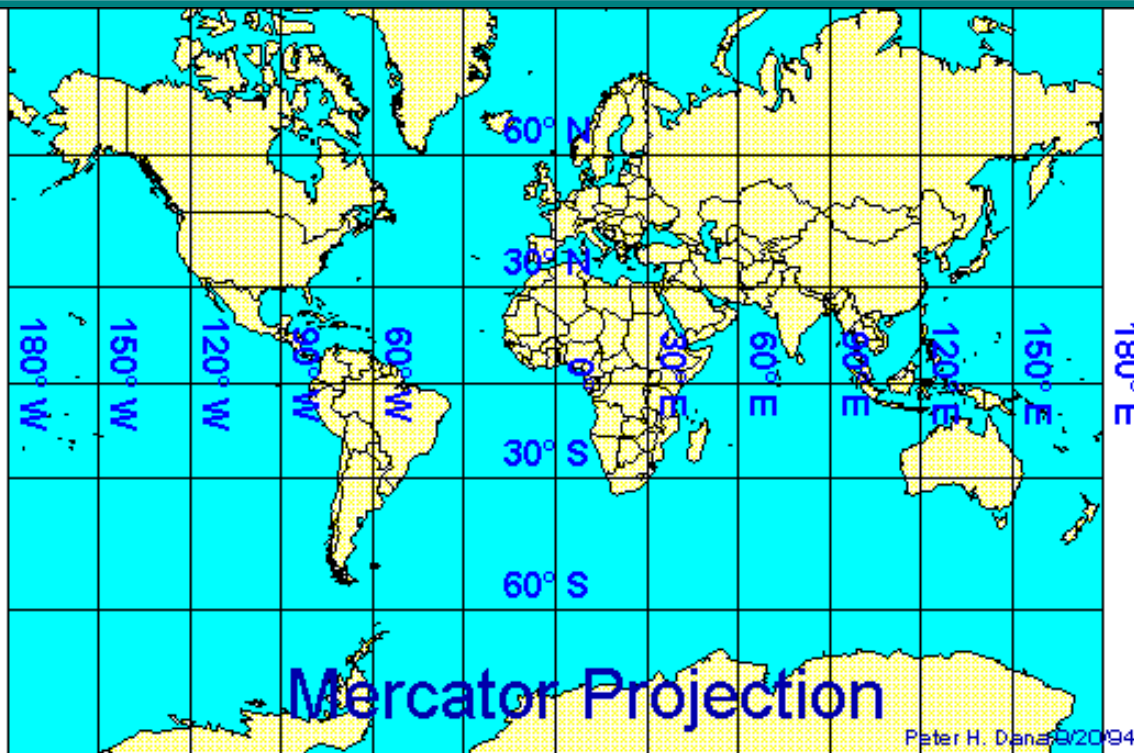 60° N
30° N
180° W
150° W
120° W
90° W
60° W
0°
30° E
60° E
90° E
120° E
150° E
180° E
30° S
60° S
Mercator Projection
Peter H. Dana 9/20/94